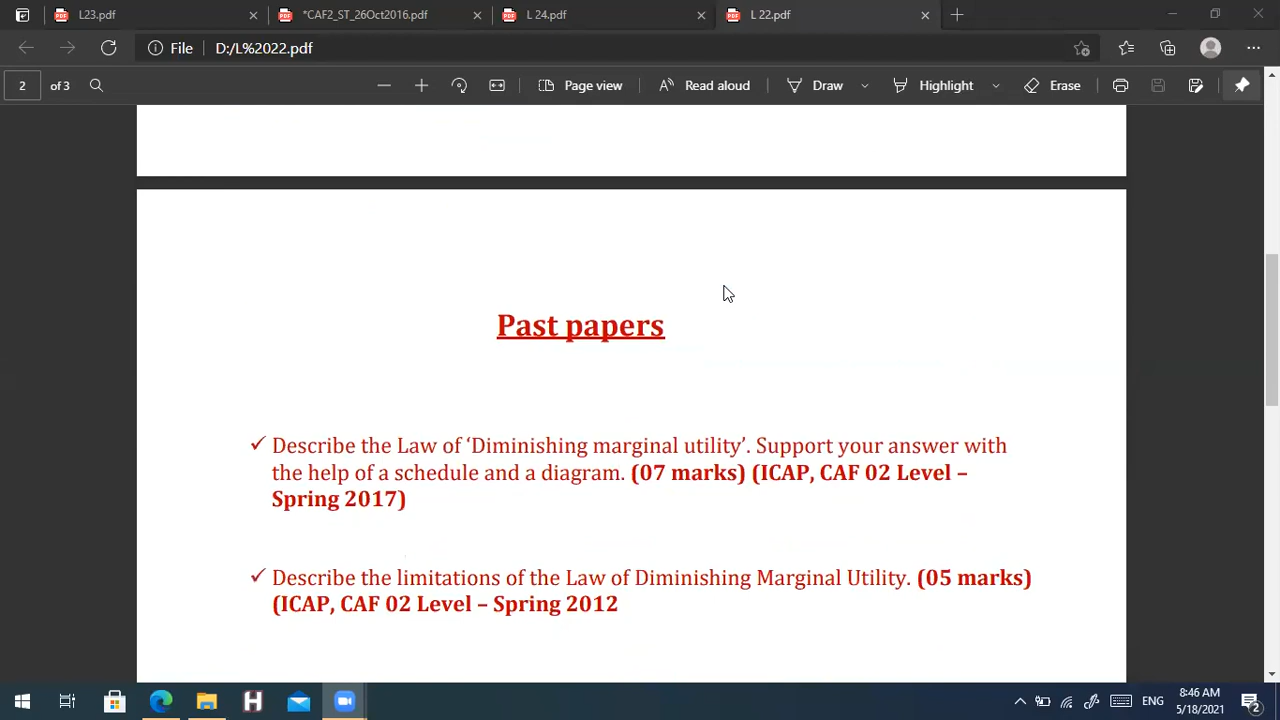 L23.pdf
*CAF2_ST_26Oct2016.pdf
L 24.pdf
L 22.pdf
File
D:/L%2022.pdf
2
of 3
Page view
Read aloud
Draw
Highlight
Erase
Past papers
✓ Describe the Law of ‘Diminishing marginal utility’. Support your answer with
the help of a schedule and a diagram. (07 marks) (ICAP, CAF 02 Level –
Spring 2017)
✓ Describe the limitations of the Law of Diminishing Marginal Utility. (05 marks)
(ICAP, CAF 02 Level – Spring 2012
H
ENG
8:46 AM
5/18/2021
2